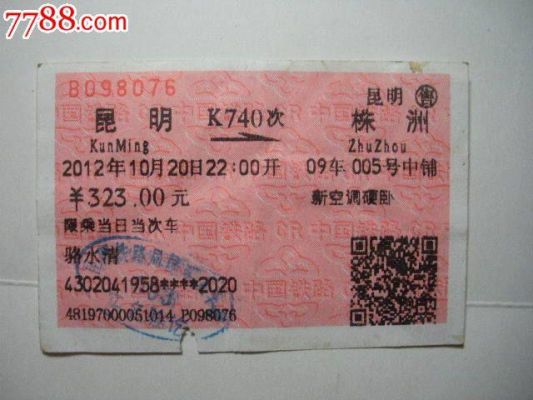 7788.com
B098076
昆明 售
昆明 K740次 株洲
KunMing ZhuZhou
2012年10月20日22:00开 09车005号中铺
¥323.00元 新空调硬卧
限乘当日当次车
骆水清
4302041958****2020
48197000051014 B098076